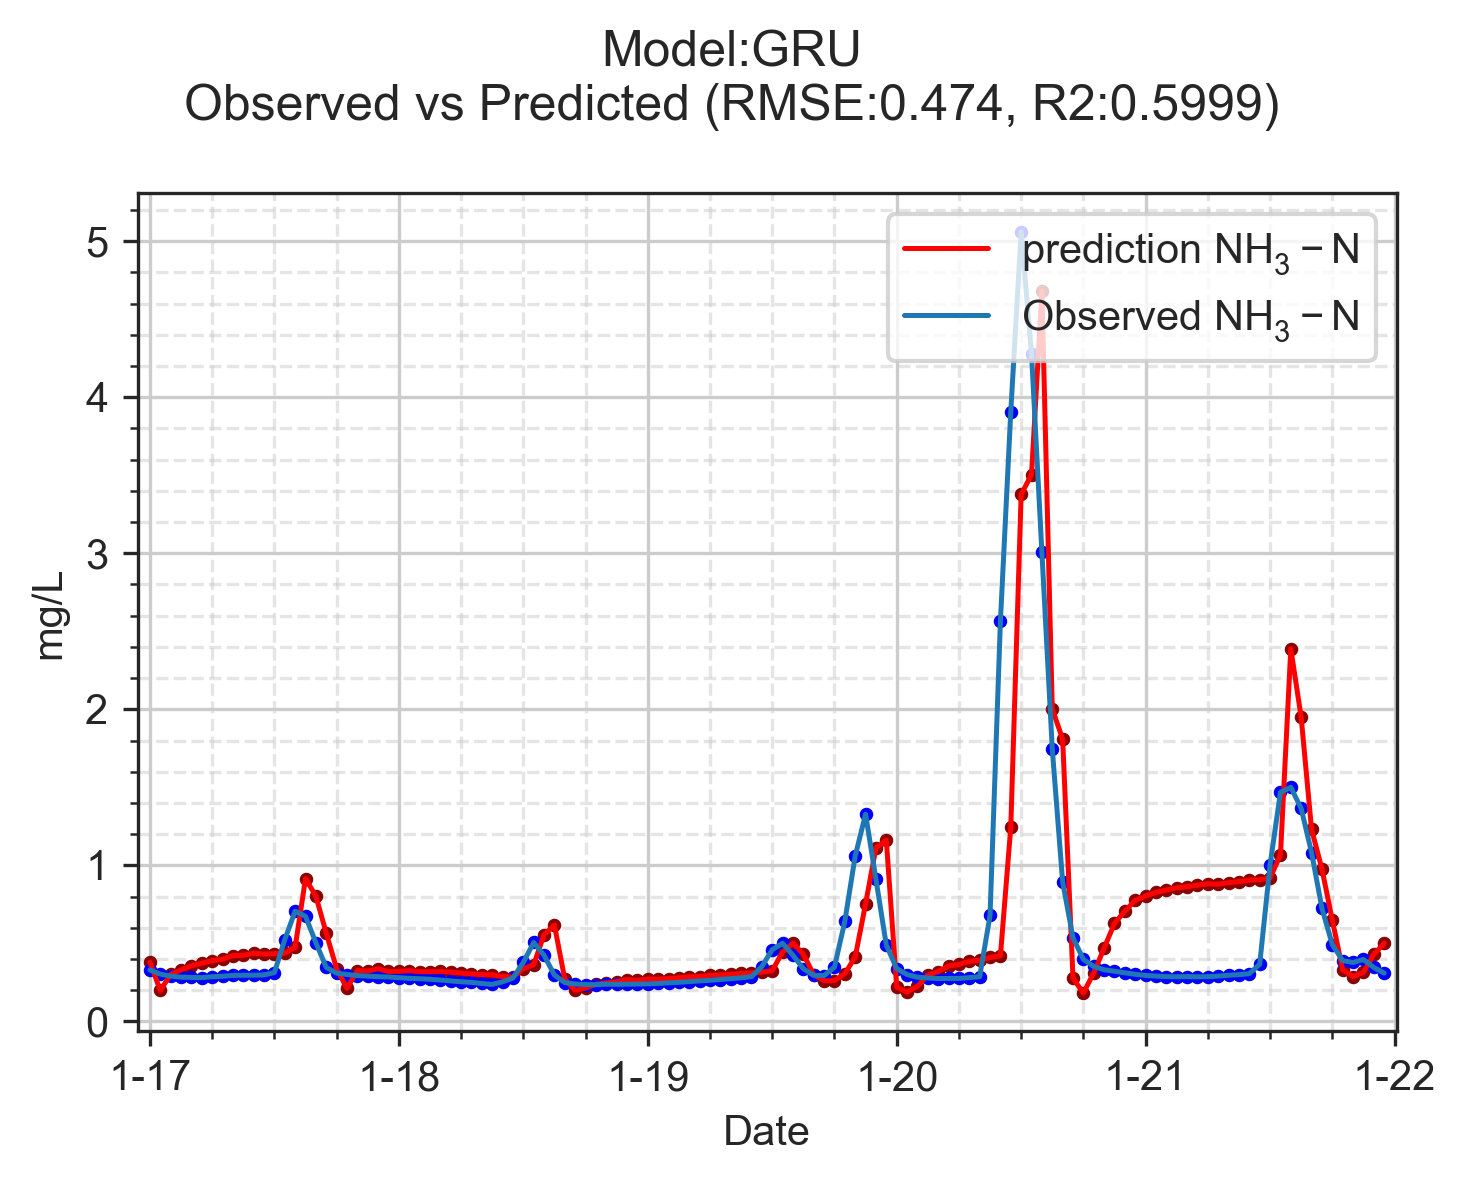 Model:GRU
Observed vs Predicted (RMSE:0.474, R2:0.5999)
prediction NH₃ − N
Observed NH₃ − N
5
4
3
2
1
0
mg/L
1-17 1-18 1-19 1-20 1-21 1-22
Date